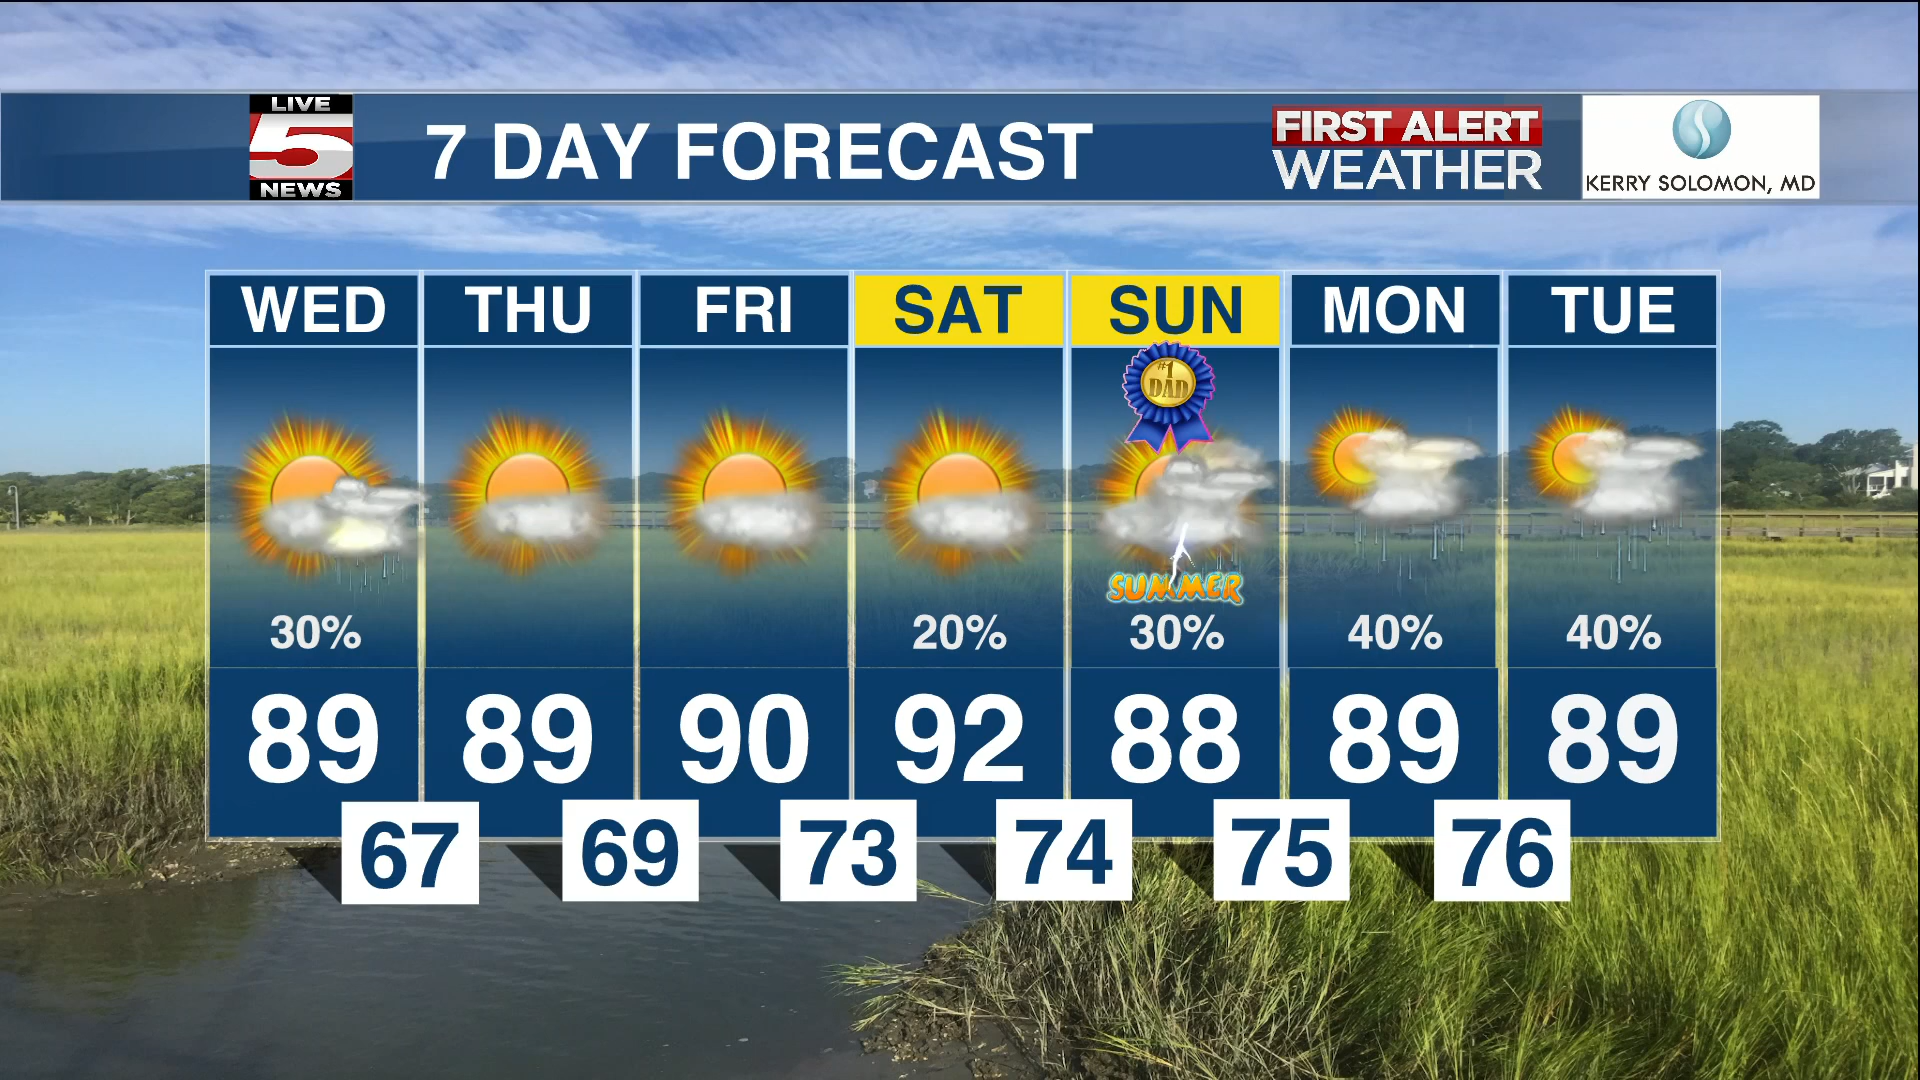 LIVE
5
NEWS
7 DAY FORECAST
FIRST ALERT
WEATHER
KERRY SOLOMON, MD
WED THU FRI SAT SUN MON TUE
#1
DAD
SUMMER
30% 20% 30% 40% 40%
89 89 90 92 88 89 89
67 69 73 74 75 76